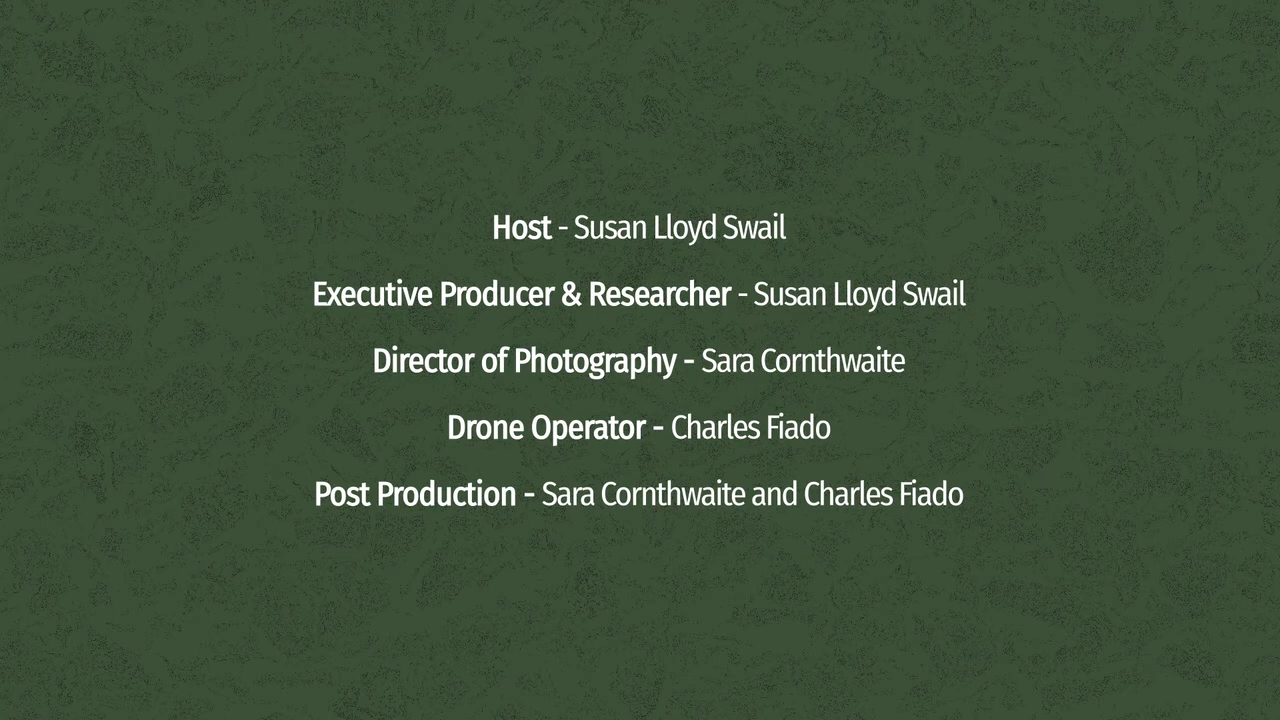 Host - Susan Lloyd Swail
Executive Producer & Researcher - Susan Lloyd Swail
Director of Photography - Sara Cornthwaite
Drone Operator - Charles Fiado
Post Production - Sara Cornthwaite and Charles Fiado